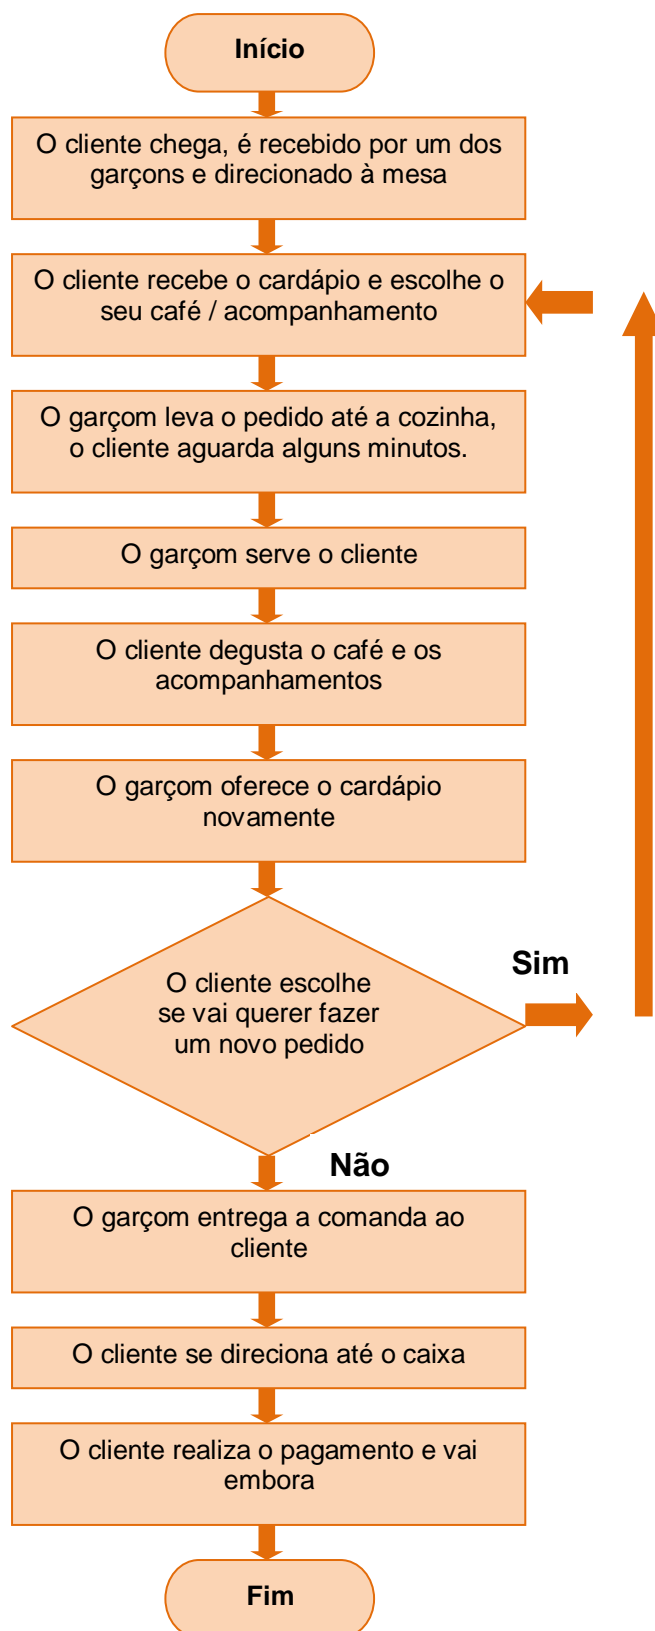 Início
O cliente chega, é recebido por um dos
garçons e direcionado à mesa
O cliente recebe o cardápio e escolhe o
seu café / acompanhamento
O garçom leva o pedido até a cozinha,
o cliente aguarda alguns minutos.
O garçom serve o cliente
O cliente degusta o café e os
acompanhamentos
O garçom oferece o cardápio
novamente
O cliente escolhe
se vai querer fazer
um novo pedido
Sim
Não
O garçom entrega a comanda ao
cliente
O cliente se direciona até o caixa
O cliente realiza o pagamento e vai
embora
Fim